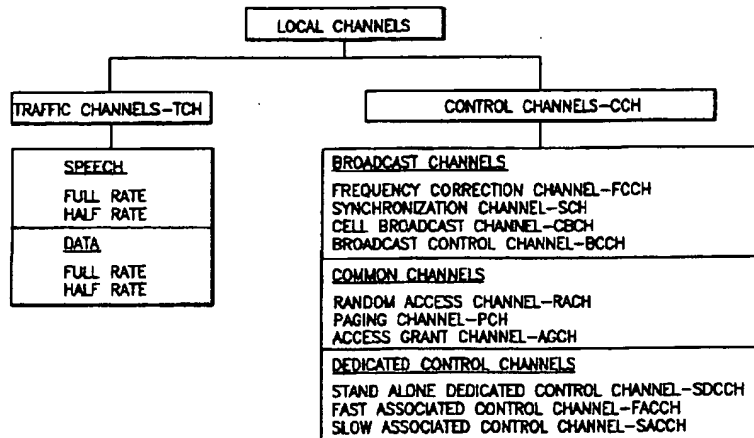 LOCAL CHANNELS
TRAFFIC CHANNELS-TCH
CONTROL CHANNELS-CCH
SPEECH
FULL RATE
HALF RATE
DATA
FULL RATE
HALF RATE
BROADCAST CHANNELS
FREQUENCY CORRECTION CHANNEL-FCCH
SYNCHRONIZATION CHANNEL-SCH
CELL BROADCAST CHANNEL-CBCH
BROADCAST CONTROL CHANNEL-BCCH
COMMON CHANNELS
RANDOM ACCESS CHANNEL-RACH
PAGING CHANNEL-PCH
ACCESS GRANT CHANNEL-AGCH
DEDICATED CONTROL CHANNELS
STAND ALONE DEDICATED CONTROL CHANNEL-SDCCH
FAST ASSOCIATED CONTROL CHANNEL-FACCH
SLOW ASSOCIATED CONTROL CHANNEL-SACCH